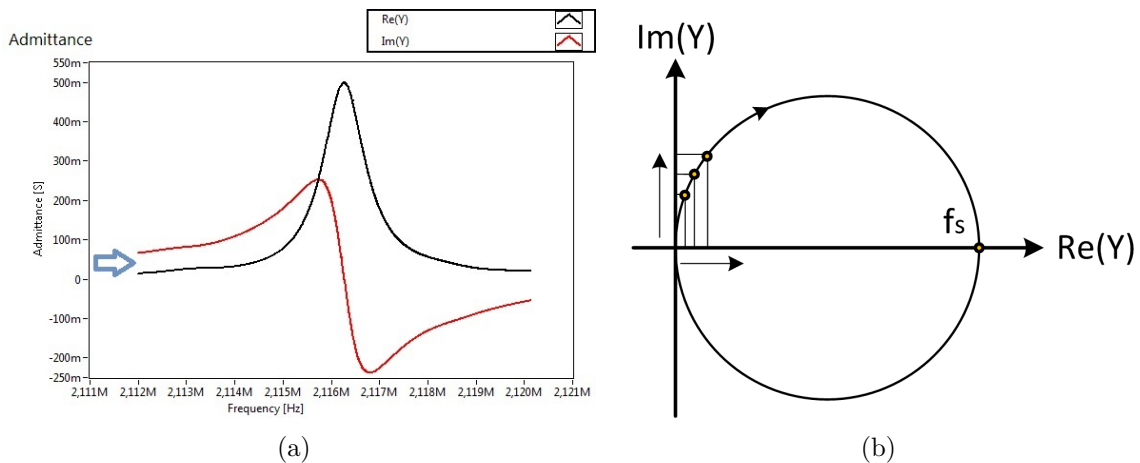 Re(Y)
Im(Y)
Admittance
550m
500m
400m
300m
200m
100m
0
-100m
-200m
-250m
Admittance [S]
2,111M 2,112M 2,113M 2,114M 2,115M 2,116M 2,117M 2,118M 2,119M 2,120M 2,121M
Frequency [Hz]
(a)
Im(Y)
fs
Re(Y)
(b)